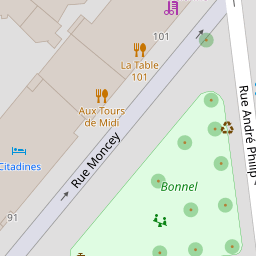 101
La Table
101
Aux Tours
de Midi
Rue Moncey
Citadines
Bonnel
91
Rue André Philip